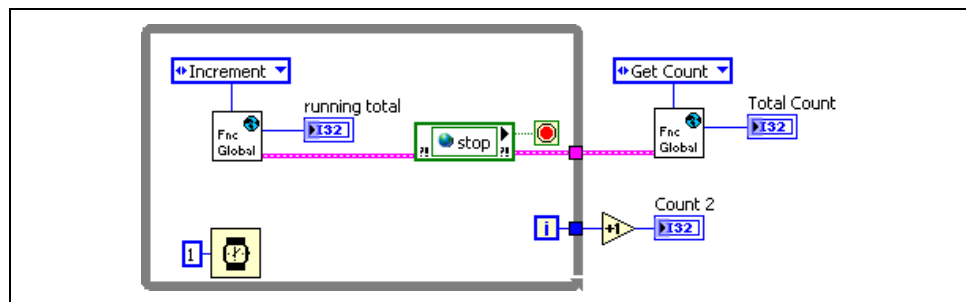 Increment
running total
I32
Fnc
Global
?!
stop
?!
1
i
Get Count
Total Count
Fnc
Global
I32
Count 2
+1
I32